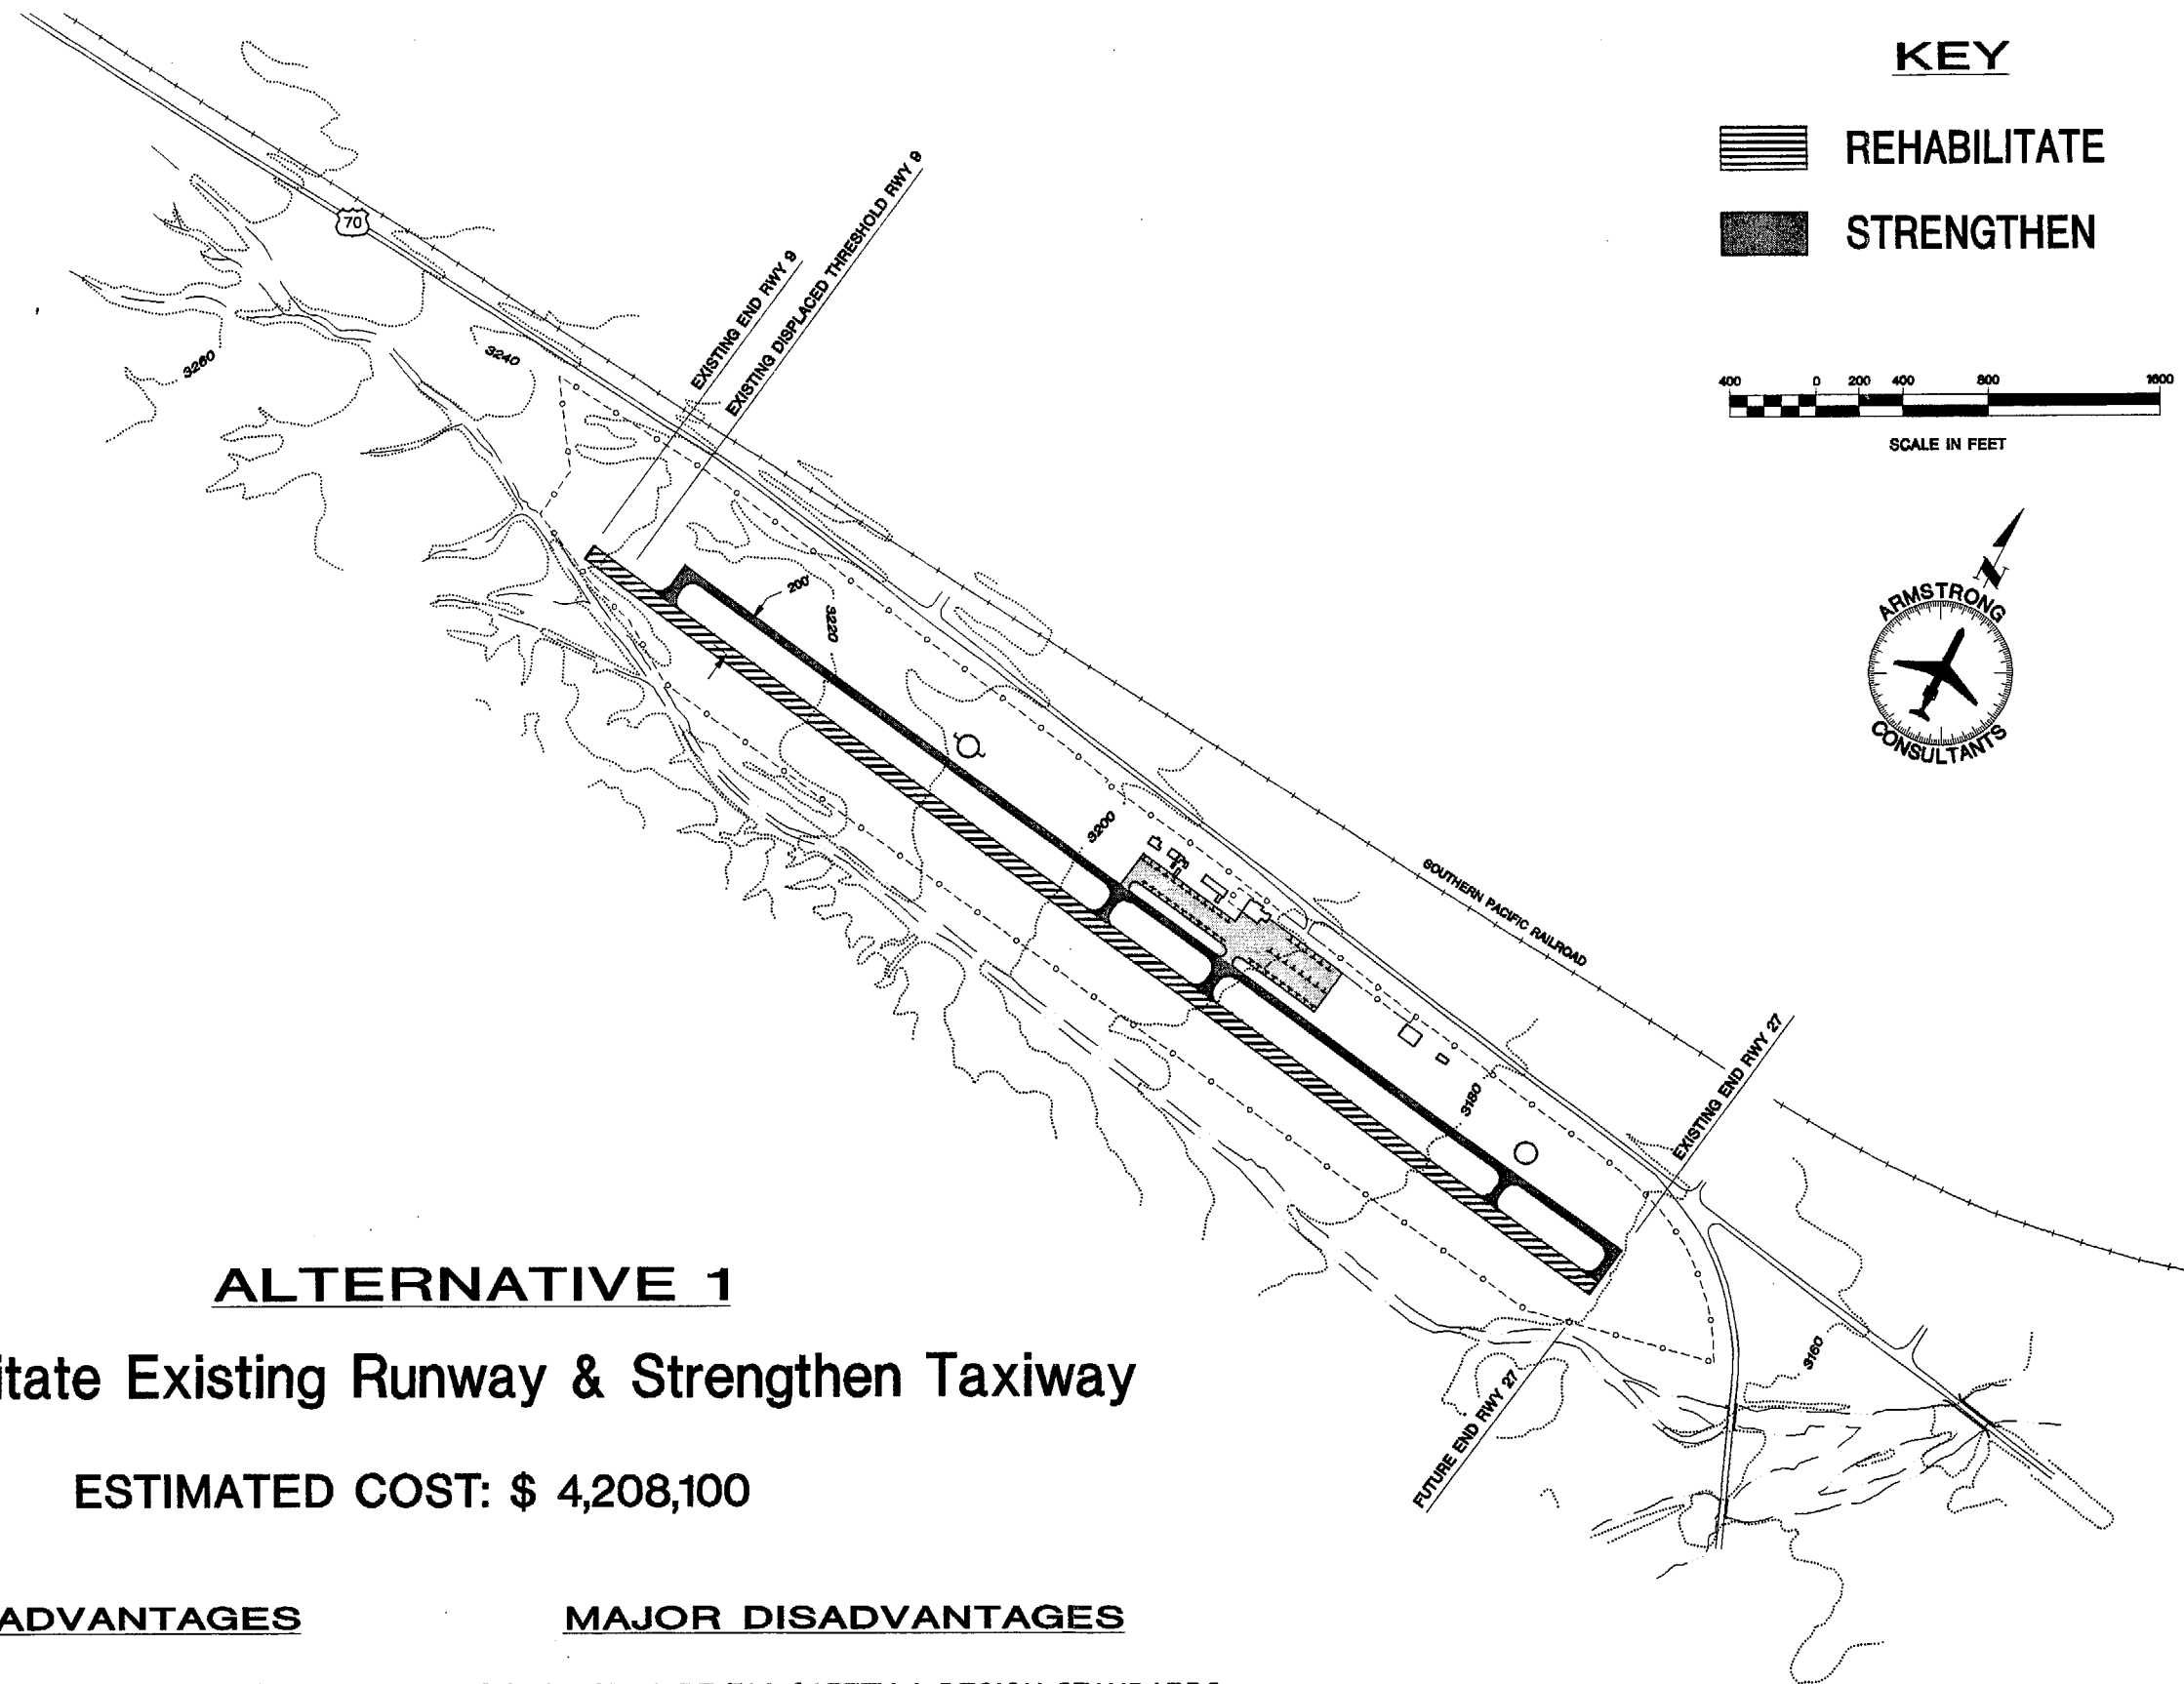 KEY
REHABILITATE
STRENGTHEN
400 0 200 400 800 1600
SCALE IN FEET
N
ARMSTRONG
CONSULTANTS
70
EXISTING END RWY 9
EXISTING DISPLACED THRESHOLD RWY 9
3260
3240
200'
3220
3200
SOUTHERN PACIFIC RAILROAD
3180
EXISTING END RWY 27
3160
FUTURE END RWY 27
ALTERNATIVE 1
itate Existing Runway & Strengthen Taxiway
ESTIMATED COST: $ 4,208,100
ADVANTAGES
MAJOR DISADVANTAGES